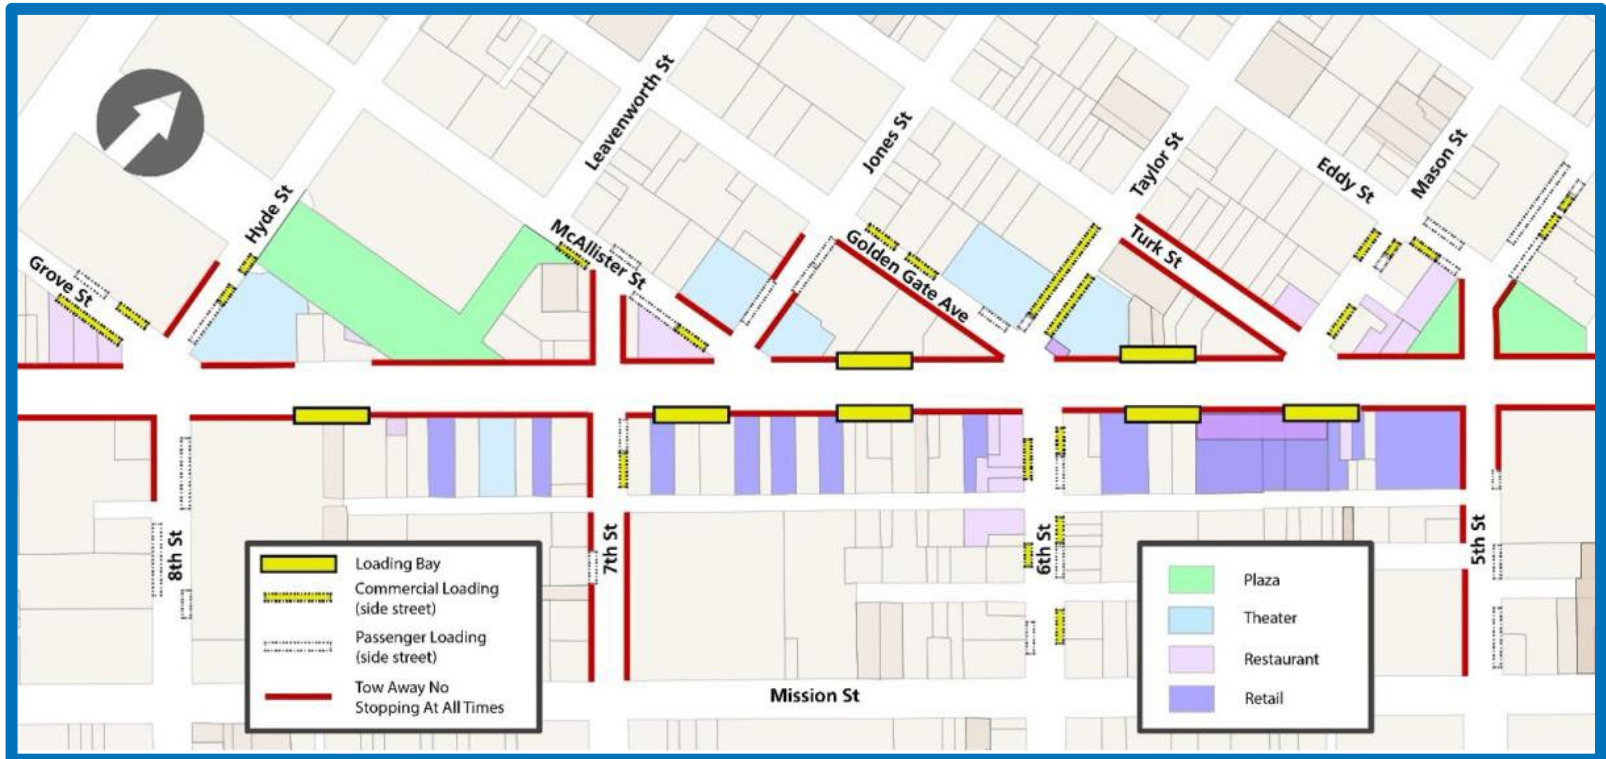 Leavenworth St
Jones St
Taylor St
Eddy St
Mason St
Hyde St
McAllister St
Golden Gate Ave
Turk St
Grove St
8th St
7th St
6th St
5th St
Loading Bay
Commercial Loading
(side street)
Passenger Loading
(side street)
Tow Away No
Stopping At All Times
Plaza
Theater
Restaurant
Retail
Mission St